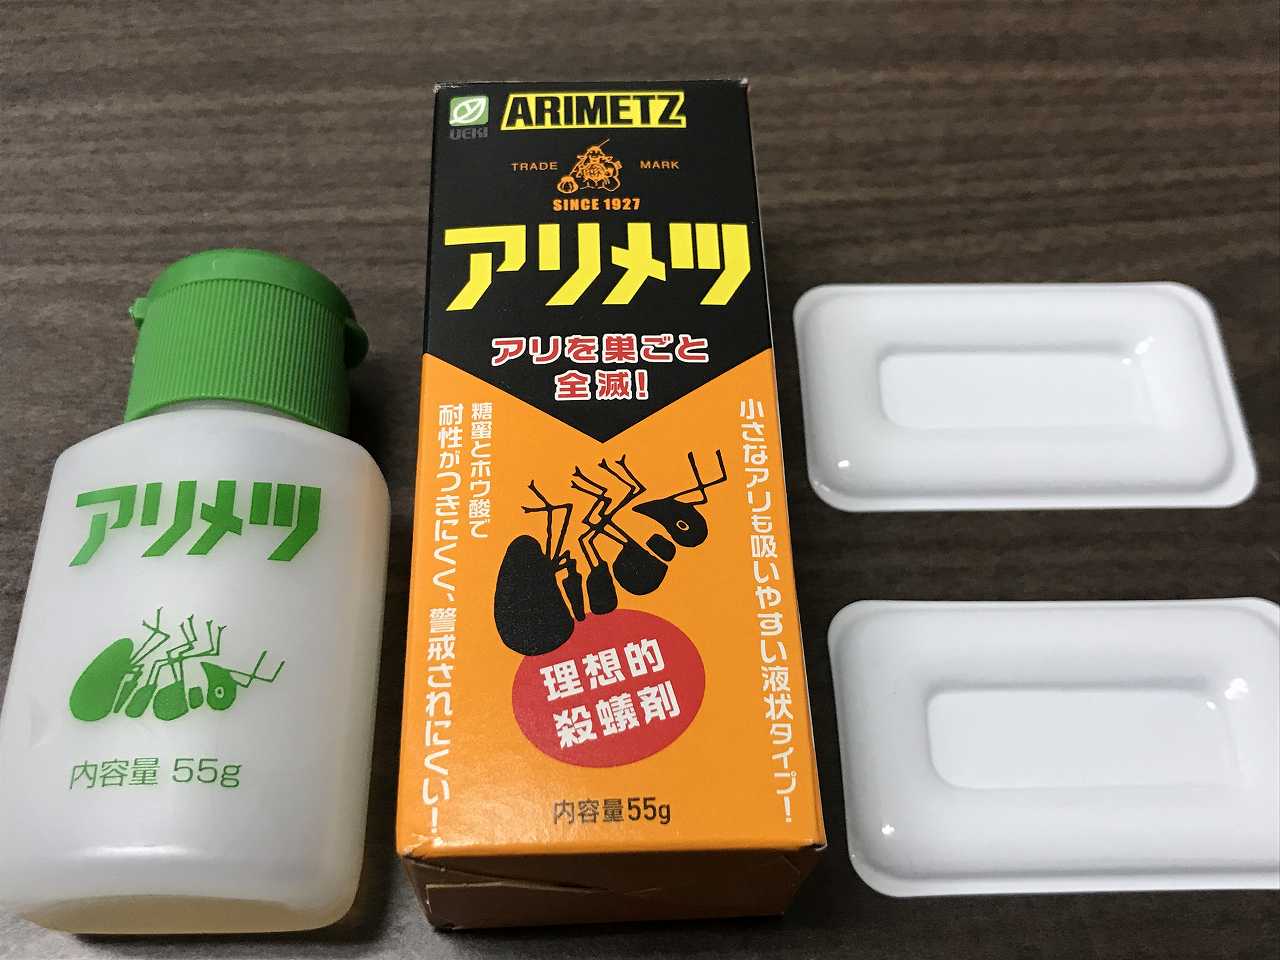 アリメツ
内容量 55g
UEKI
ARIMETZ
TRADE MARK
SINCE 1927
アリメツ
アリを巣ごと
全滅!
小さなアリも吸いやすい液状タイプ!
糖蜜とホウ酸で
耐性がつきにくく、警戒されにくい!
理想的
殺蟻剤
内容量55g